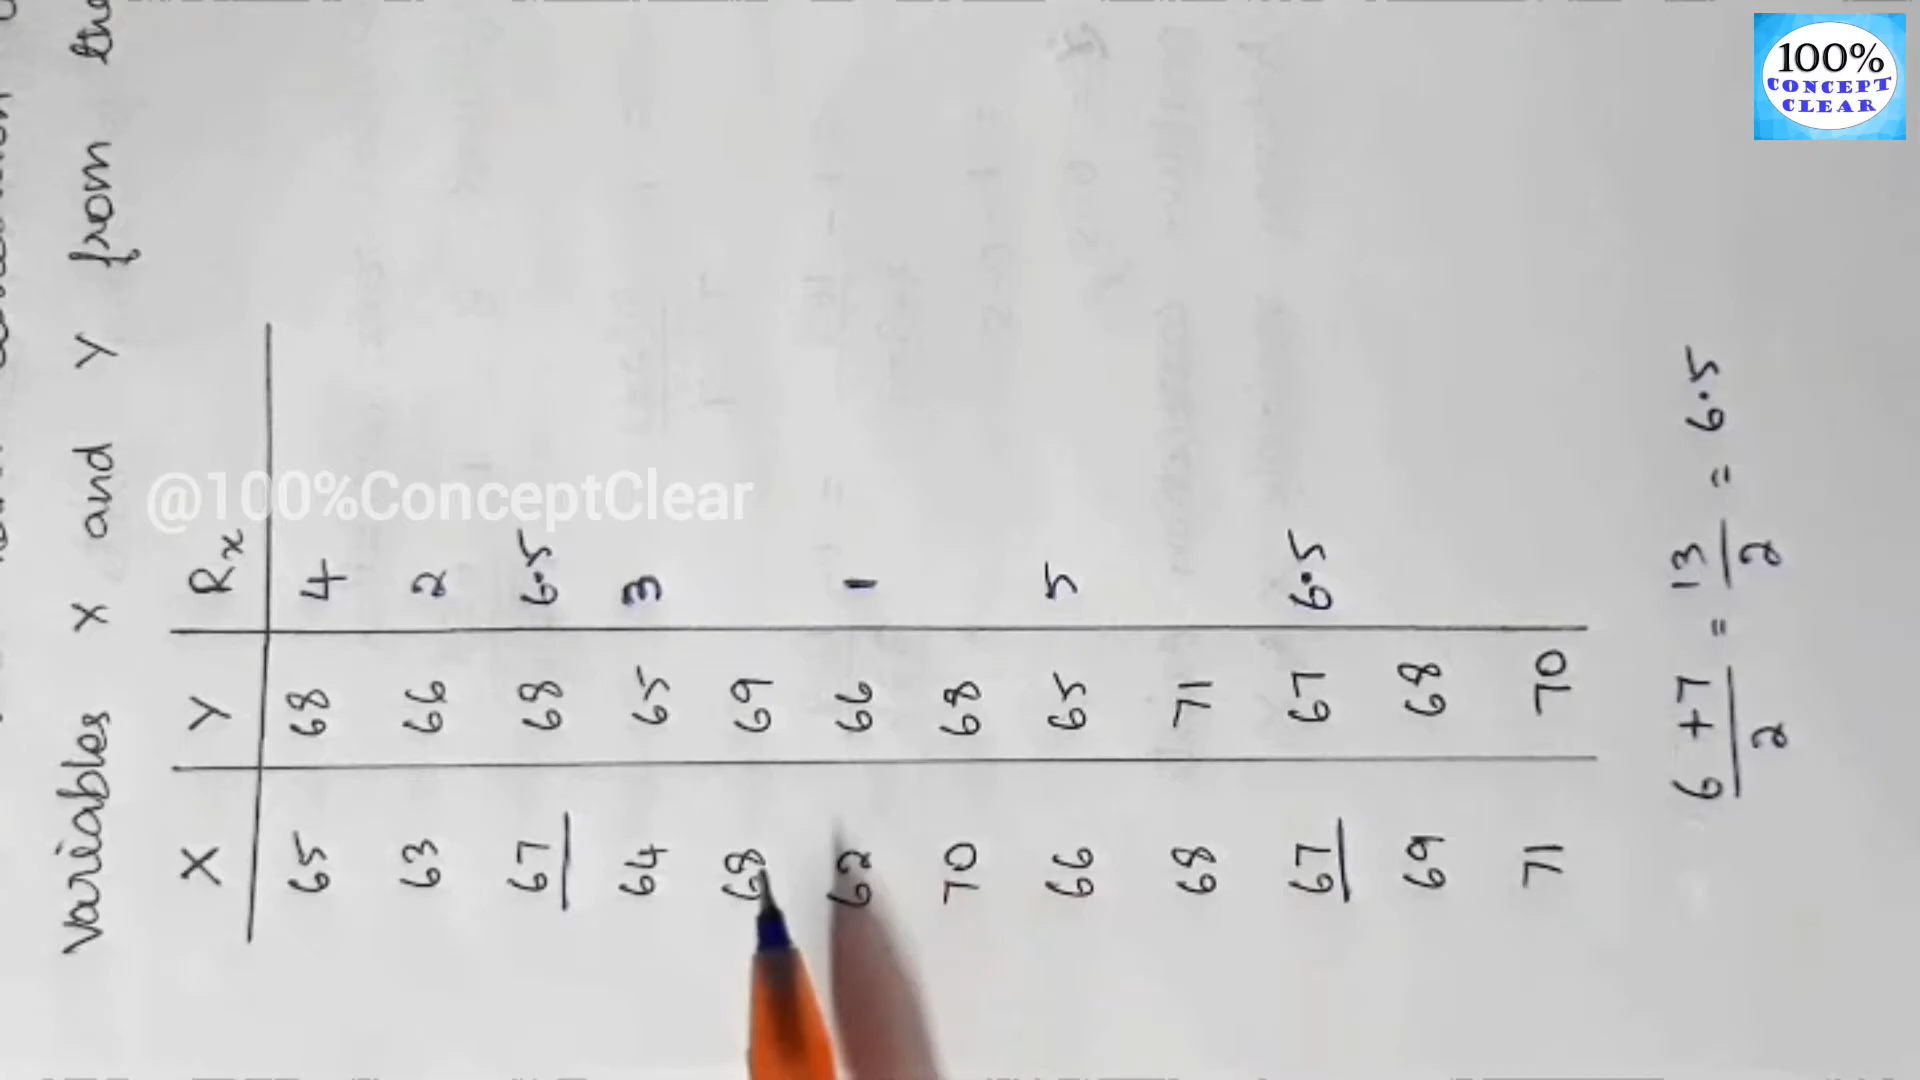 variables X and Y from the
X Y Rx
65 68 4
63 66 2
67 68 6.5
64 65 3
68 69
62 66 1
70 68
66 65 5
68 71
67 67 6.5
69 68
71 70
6+7/2 = 13/2 = 6.5
@100%ConceptClear
100%
CONCEPT
CLEAR